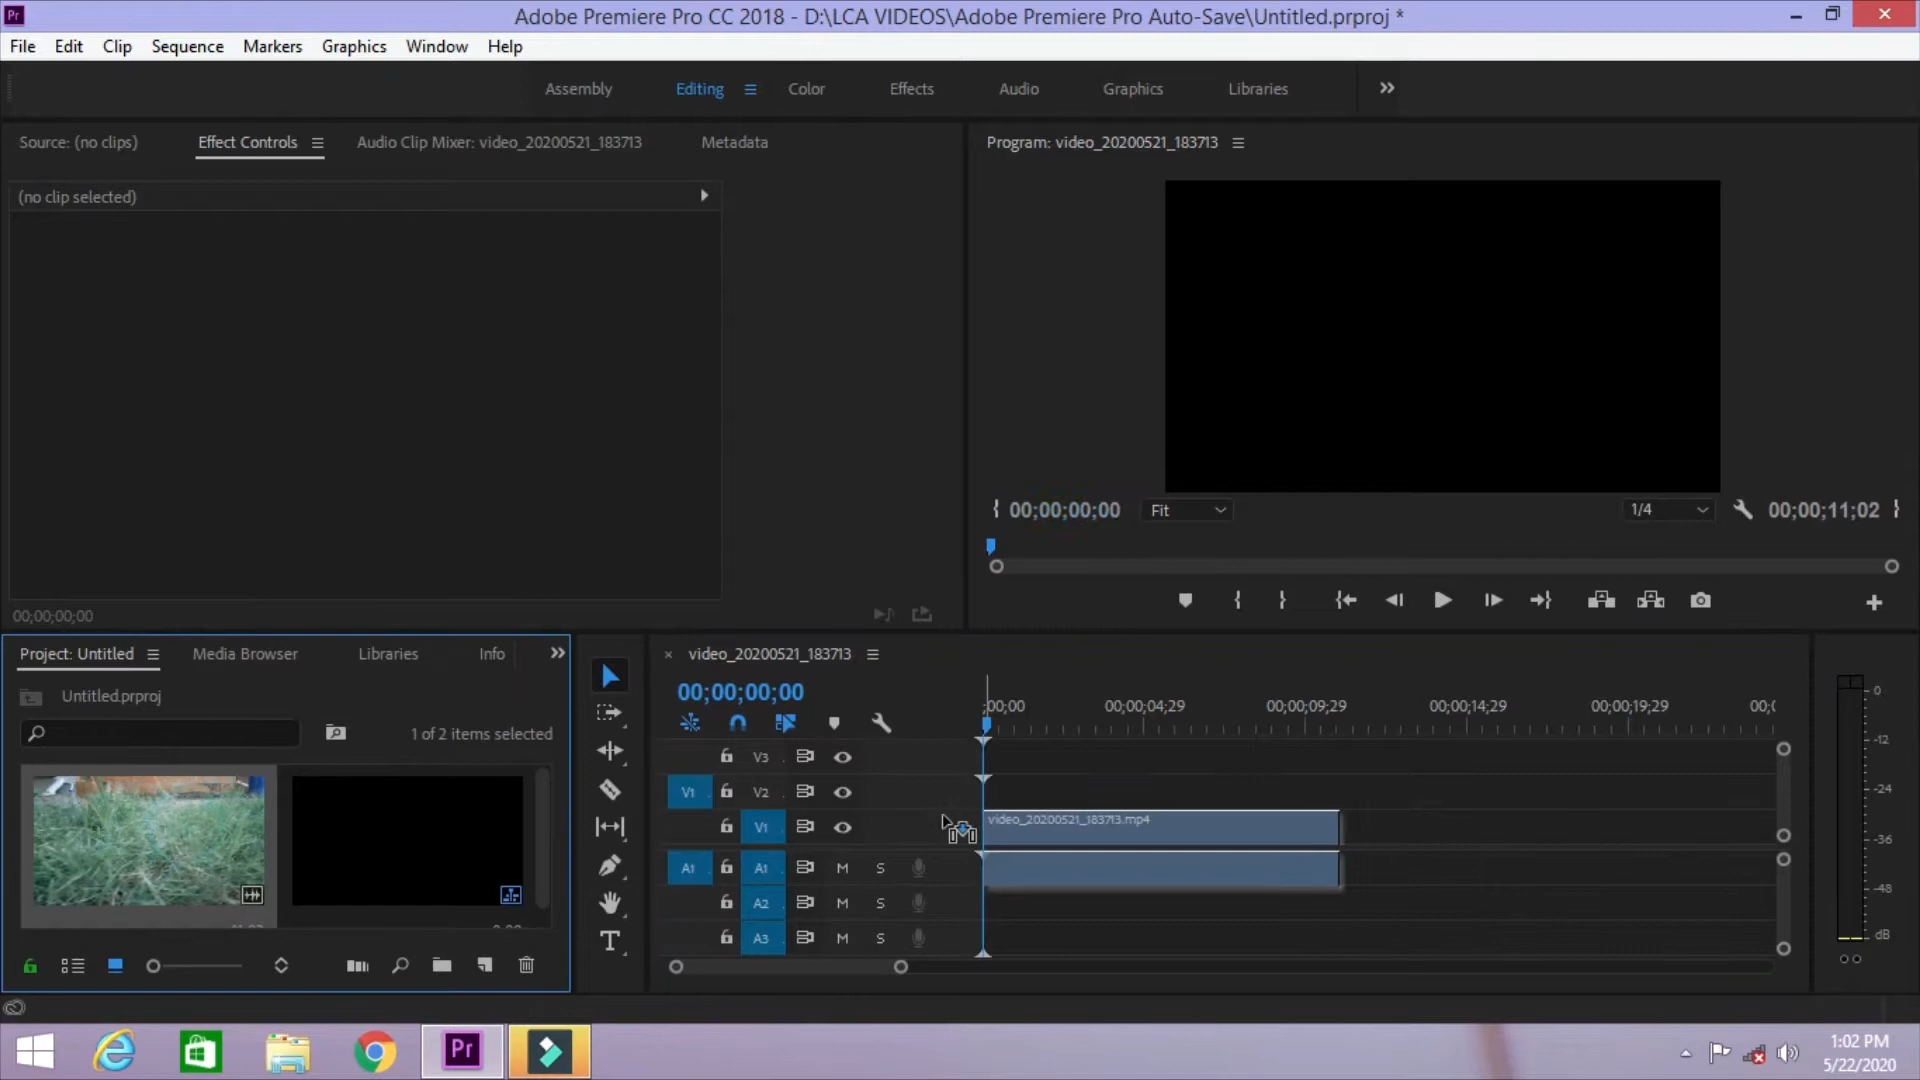 Adobe Premiere Pro CC 2018 - D:\LCA VIDEOS\Adobe Premiere Pro Auto-Save\Untitled.prproj *
File Edit Clip Sequence Markers Graphics Window Help
Assembly Editing Color Effects Audio Graphics Libraries
Source: (no clips) Effect Controls Audio Clip Mixer: video_20200521_183713 Metadata
Program: video_20200521_183713
(no clip selected)
00;00;00;00 Fit 1/4 00;00;11;02
00;00;00;00
Project: Untitled Media Browser Libraries Info
Untitled.prproj
1 of 2 items selected
video_20200521_183713
00;00;00;00
;00;00 00;00;04;29 00;00;09;29 00;00;14;29 00;00;19;29
V3
V1 V2
V1 video_20200521_183713.mp4
A1 A1 M S
A2 M S
A3 M S
0
-12
-24
-36
-48
dB
Pr
1:02 PM
5/22/2020